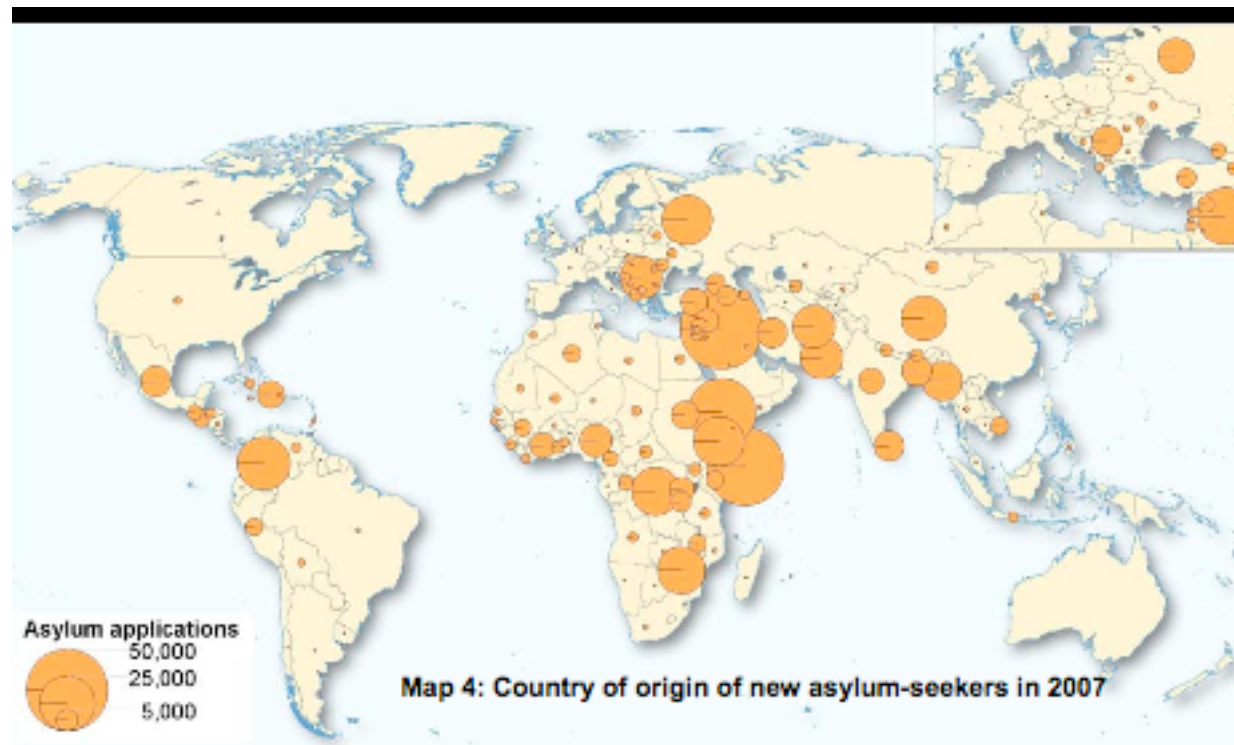 Asylum applications
50,000
25,000
5,000
Map 4: Country of origin of new asylum-seekers in 2007